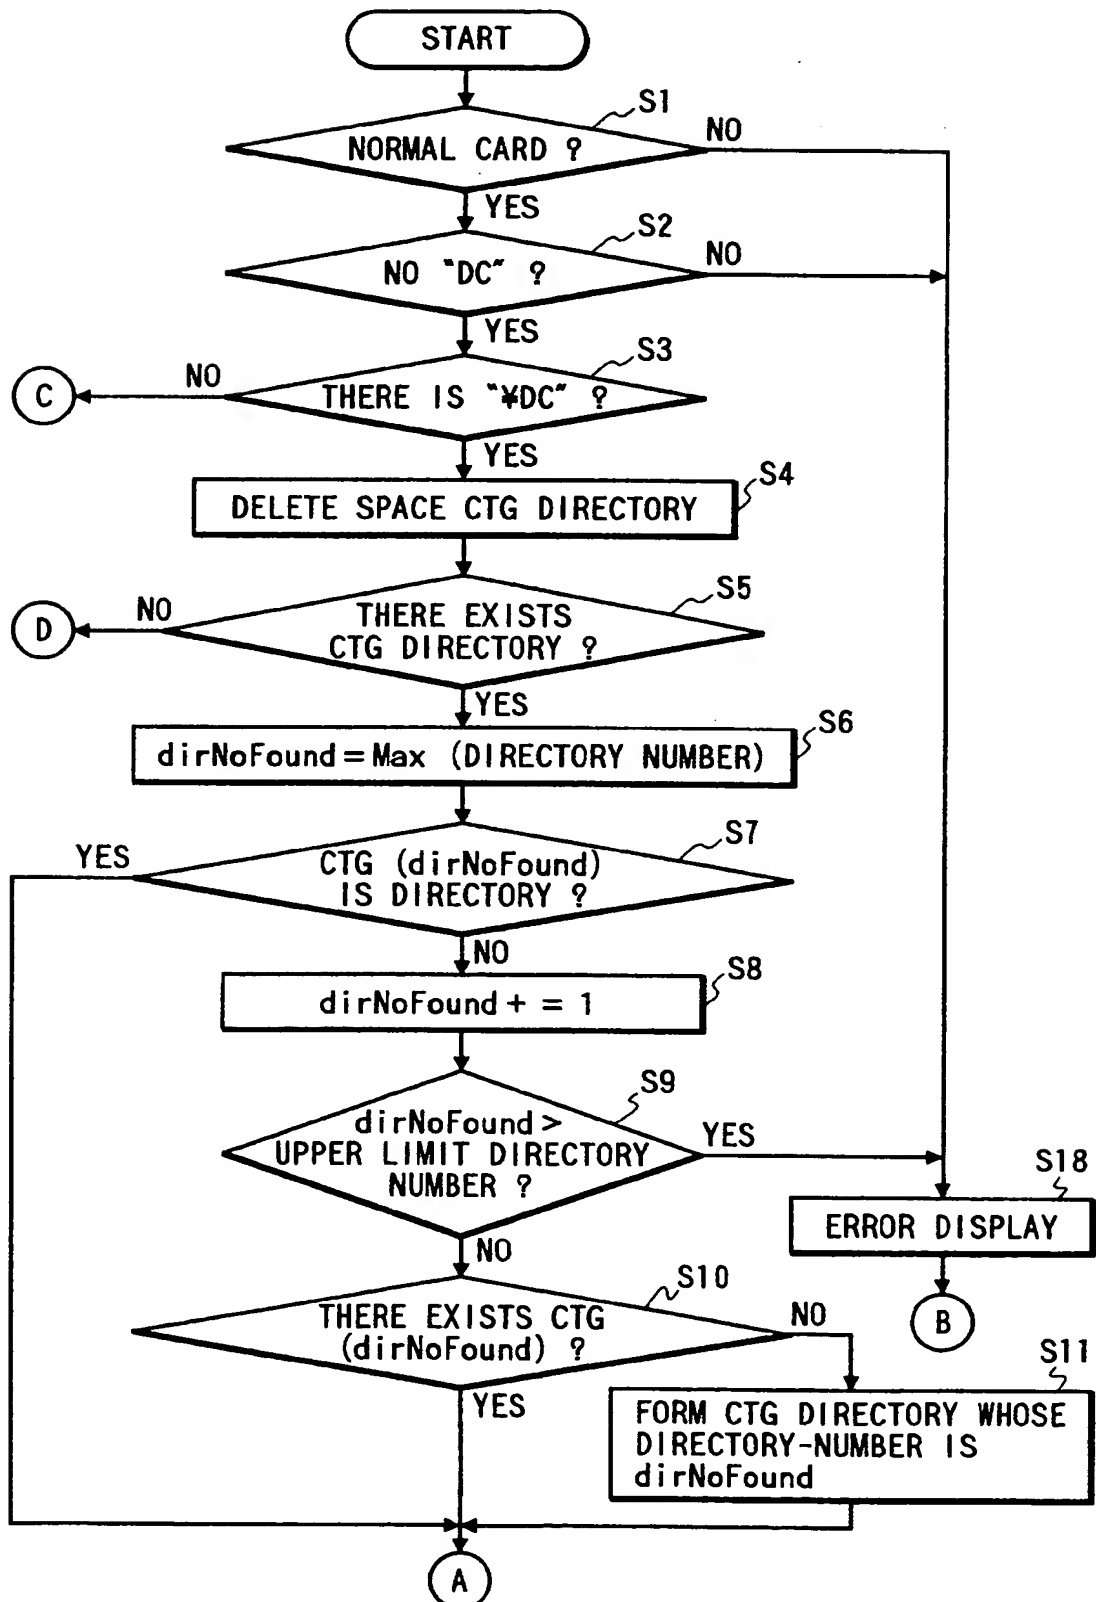 START
S1
NORMAL CARD ?
NO
YES
S2
NO "DC" ?
NO
YES
S3
THERE IS "¥DC" ?
NO
C
YES
S4
DELETE SPACE CTG DIRECTORY
S5
THERE EXISTS
CTG DIRECTORY ?
NO
D
YES
S6
dirNoFound=Max (DIRECTORY NUMBER)
S7
CTG (dirNoFound)
IS DIRECTORY ?
YES
NO
S8
dirNoFound + = 1
S9
dirNoFound >
UPPER LIMIT DIRECTORY
NUMBER ?
YES
S18
ERROR DISPLAY
B
NO
S10
THERE EXISTS CTG
(dirNoFound) ?
NO
YES
S11
FORM CTG DIRECTORY WHOSE
DIRECTORY-NUMBER IS
dirNoFound
A